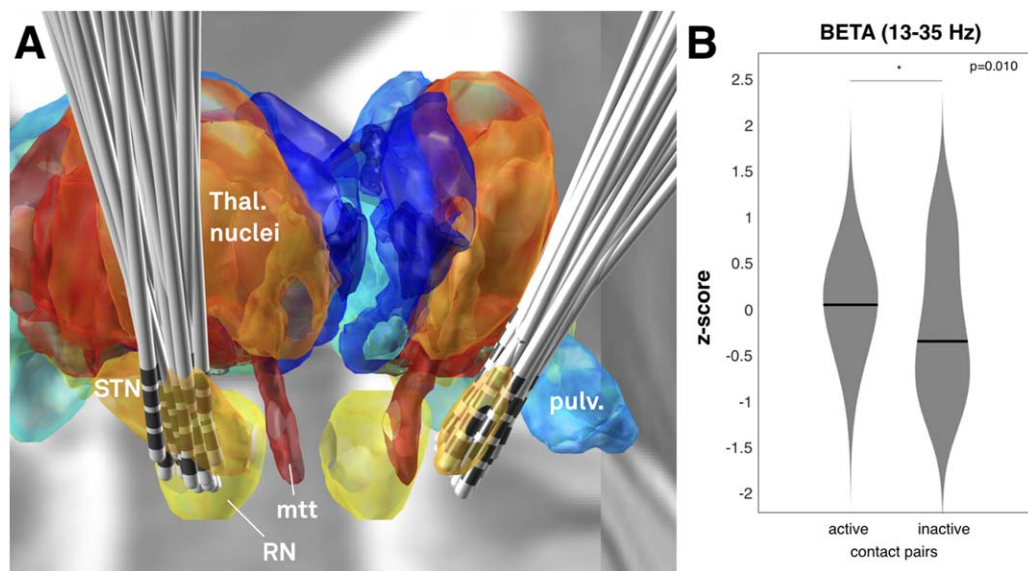 A
Thal.
nuclei
STN
pulv.
mtt
RN
B
BETA (13-35 Hz)
* p=0.010
z-score
2.5
2
1.5
1
0.5
0
-0.5
-1
-1.5
-2
active inactive
contact pairs